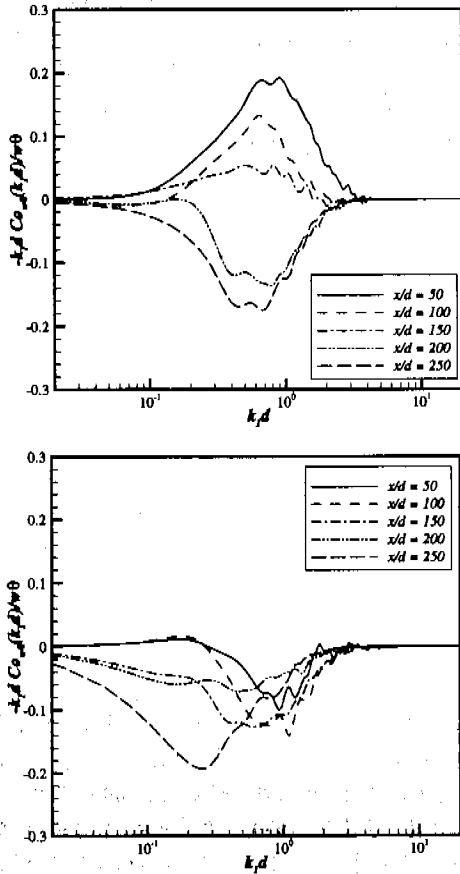 0.3
0.2
0.1
0
-0.1
-0.2
-0.3
-k₁d Co (k₁d)/wθ
x/d = 50
x/d = 100
x/d = 150
x/d = 200
x/d = 250
10⁻¹
10⁰
10¹
k₁d
0.3
0.2
0.1
0
-0.1
-0.2
-0.3
-k₁d Co (k₁d)/wθ
x/d = 50
x/d = 100
x/d = 150
x/d = 200
x/d = 250
10⁻¹
10⁰
10¹
k₁d